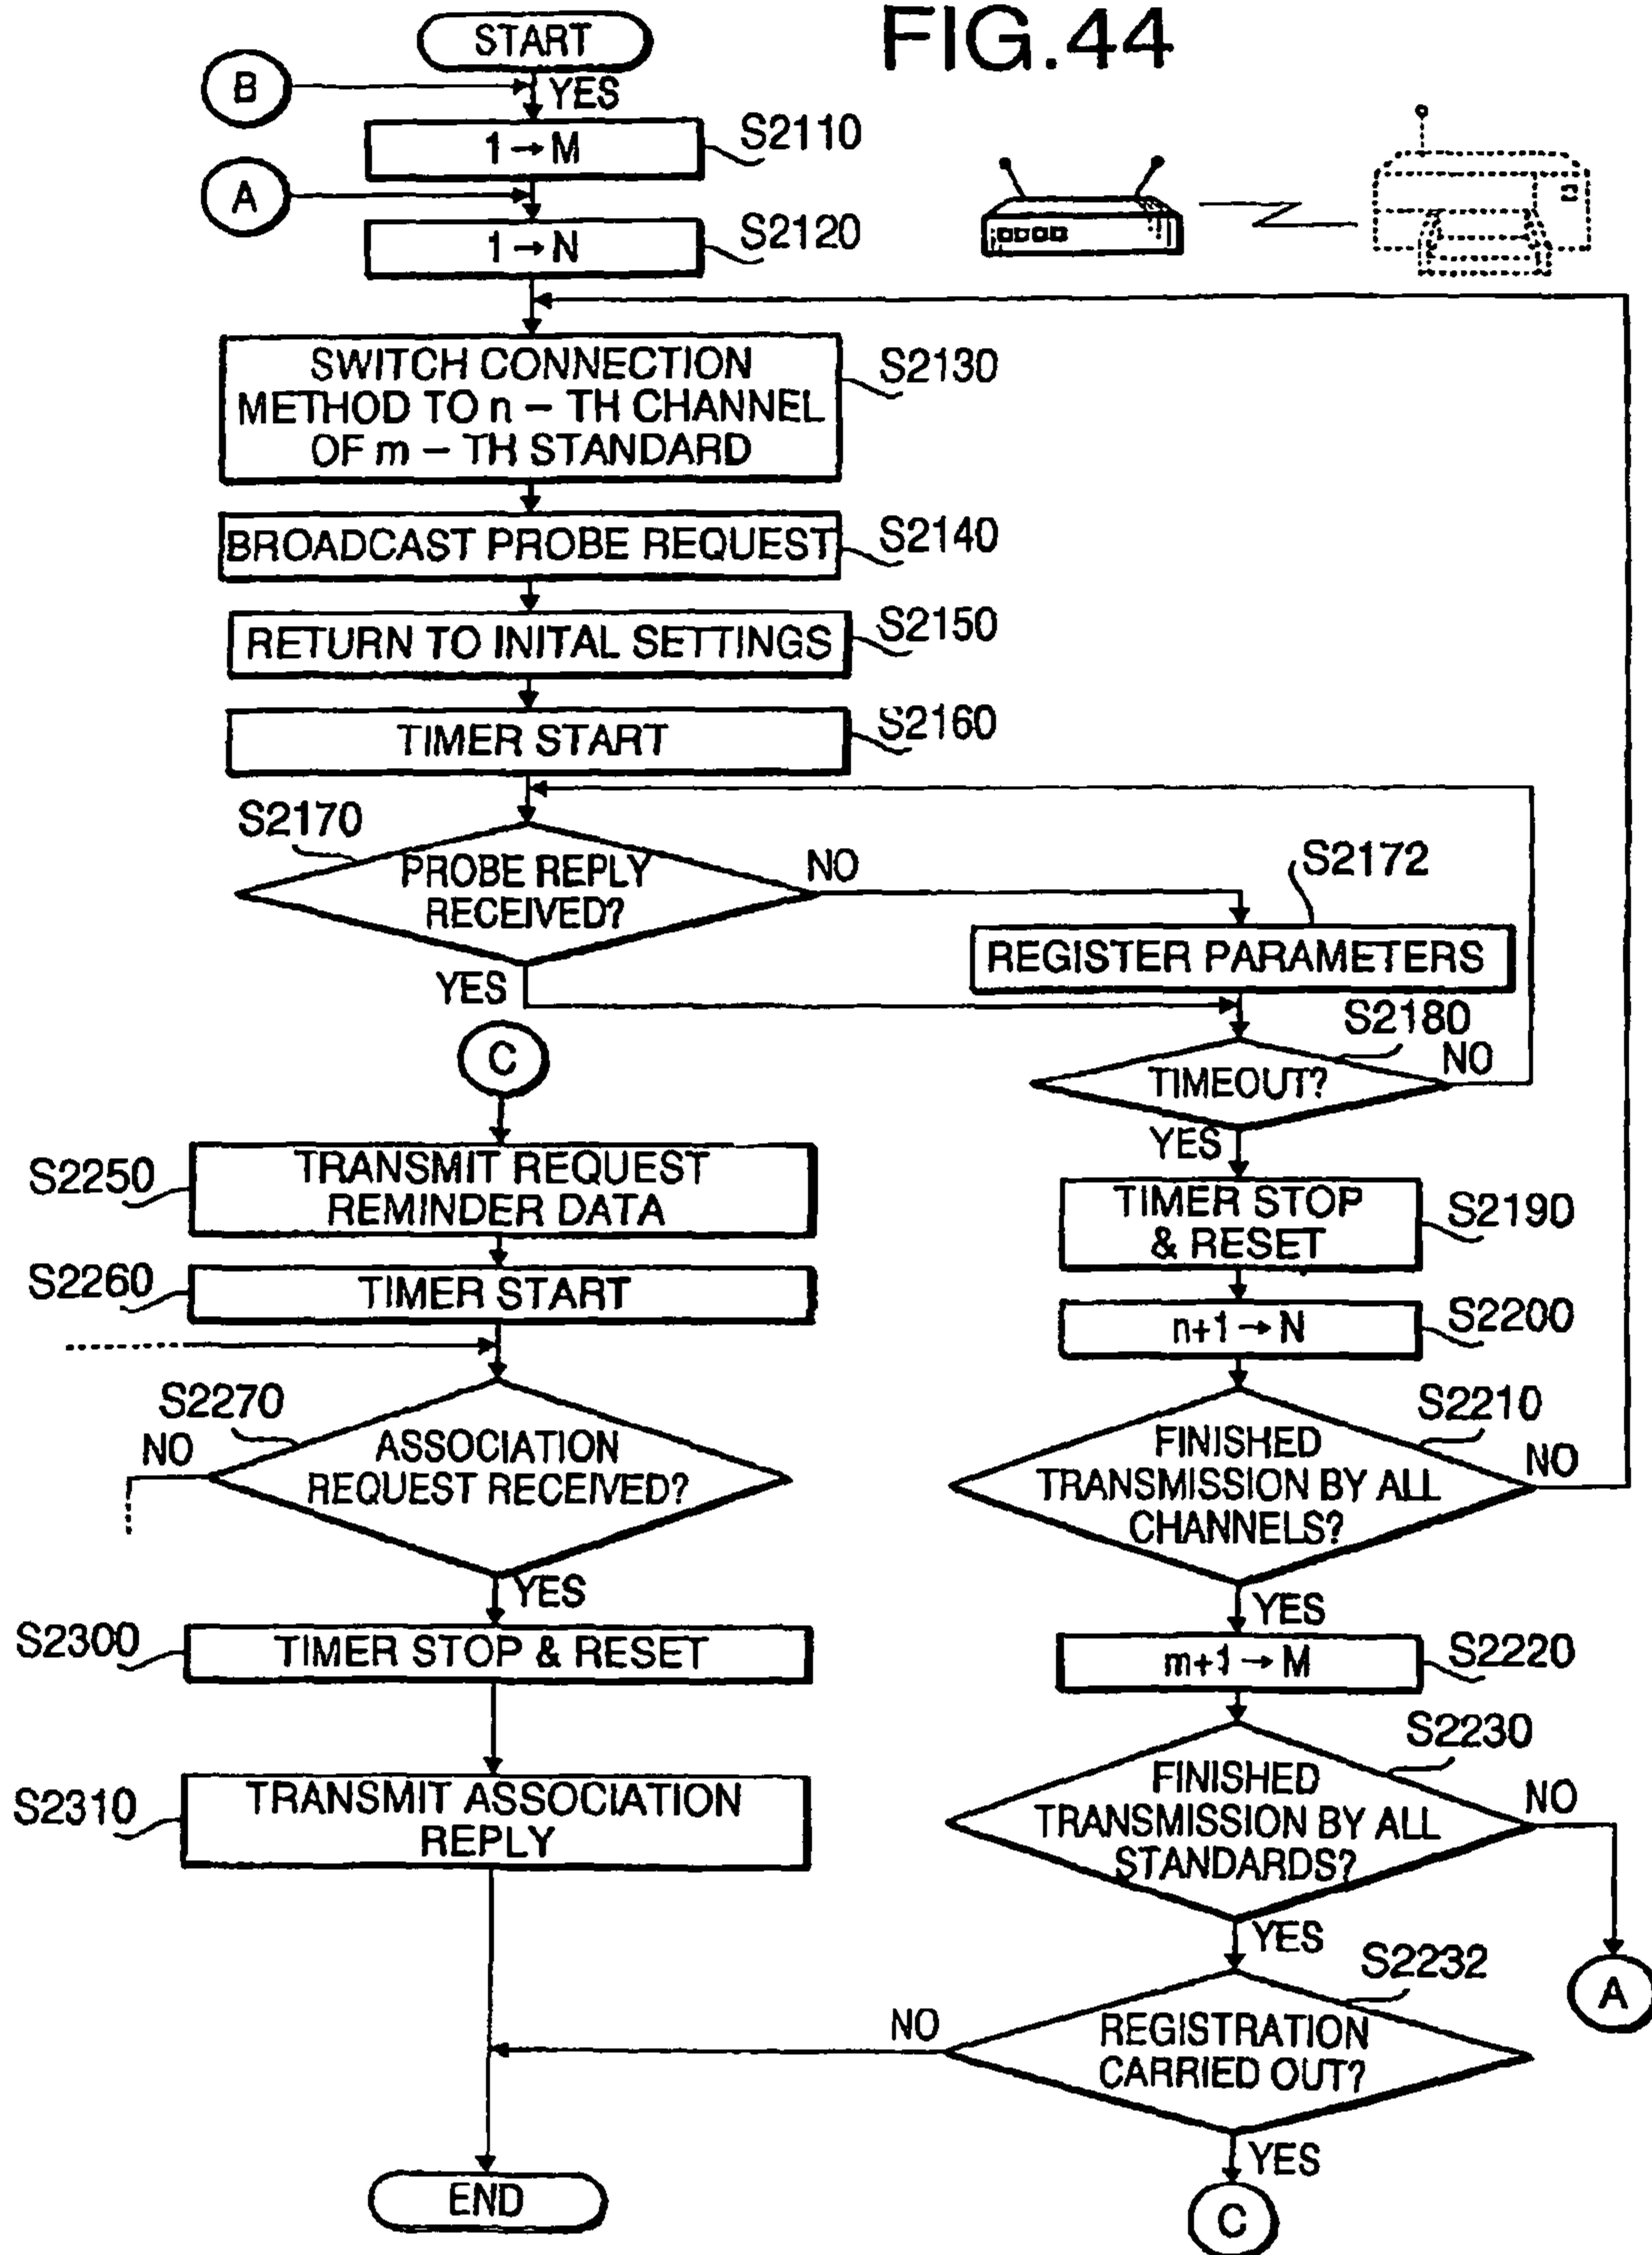 FIG.44
START
B
YES
1→M
S2110
A
1→N
S2120
SWITCH CONNECTION
METHOD TO n – TH CHANNEL
OF m – TH STANDARD
S2130
BROADCAST PROBE REQUEST
S2140
RETURN TO INITAL SETTINGS
S2150
TIMER START
S2160
S2170
PROBE REPLY
RECEIVED?
NO
YES
S2172
REGISTER PARAMETERS
S2180
TIMEOUT?
NO
YES
TIMER STOP
& RESET
S2190
n+1→N
S2200
S2210
FINISHED
TRANSMISSION BY ALL
CHANNELS?
NO
YES
m+1→M
S2220
S2230
FINISHED
TRANSMISSION BY ALL
STANDARDS?
NO
A
YES
S2232
REGISTRATION
CARRIED OUT?
NO
YES
C
C
S2250
TRANSMIT REQUEST
REMINDER DATA
S2260
TIMER START
S2270
NO
ASSOCIATION
REQUEST RECEIVED?
YES
S2300
TIMER STOP & RESET
S2310
TRANSMIT ASSOCIATION
REPLY
END